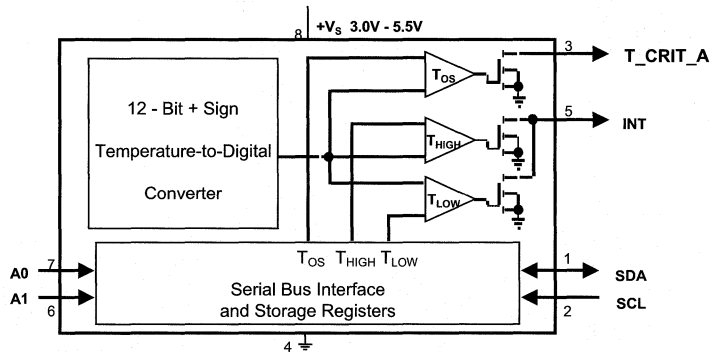 8 +VS 3.0V - 5.5V
3 T_CRIT_A
TOS
12 - Bit + Sign
5 INT
Temperature-to-Digital
THIGH
Converter
TLOW
TOS THIGH TLOW
7 A0
1 SDA
Serial Bus Interface
A1 6
and Storage Registers
2 SCL
4